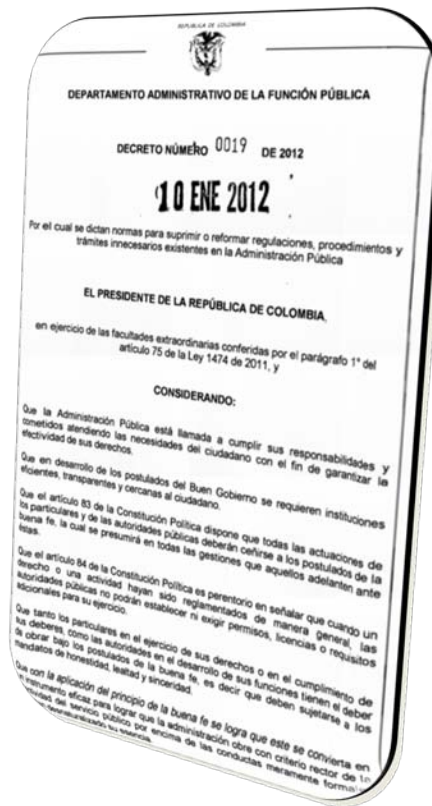 REPUBLICA DE COLOMBIA
DEPARTAMENTO ADMINISTRATIVO DE LA FUNCIÓN PÚBLICA
DECRETO NÚMERO 0019 DE 2012
10 ENE 2012
Por el cual se dictan normas para suprimir o reformar regulaciones, procedimientos y
trámites innecesarios existentes en la Administración Pública
EL PRESIDENTE DE LA REPÚBLICA DE COLOMBIA,
en ejercicio de las facultades extraordinarias conferidas por el parágrafo 1° del
artículo 75 de la Ley 1474 de 2011, y
CONSIDERANDO:
Que la Administración Pública está llamada a cumplir sus responsabilidades y
cometidos atendiendo las necesidades del ciudadano con el fin de garantizar la
efectividad de sus derechos.
Que en desarrollo de los postulados del Buen Gobierno se requieren instituciones
eficientes, transparentes y cercanas al ciudadano.
Que el artículo 83 de la Constitución Política dispone que todas las actuaciones de
los particulares y de las autoridades públicas deberán ceñirse a los postulados de la
buena fe, la cual se presumirá en todas las gestiones que aquellos adelanten ante
éstas.
Que el artículo 84 de la Constitución Política es perentorio en señalar que cuando un
derecho o una actividad hayan sido reglamentados de manera general, las
autoridades públicas no podrán establecer ni exigir permisos, licencias o requisitos
adicionales para su ejercicio.
Que tanto los particulares en el ejercicio de sus derechos o en el cumplimiento de
sus deberes, como las autoridades en el desarrollo de sus funciones tienen el deber
de obrar bajo los postulados de la buena fe, es decir que deben sujetarse a los
mandatos de honestidad, lealtad y sinceridad.
Que con la aplicación del principio de la buena fe se logra que este se convierta en
instrumento eficaz para lograr que la administración obre con criterio rector de
del servicio público por encima de las conductas meramente
desnaturalizado su esencia.